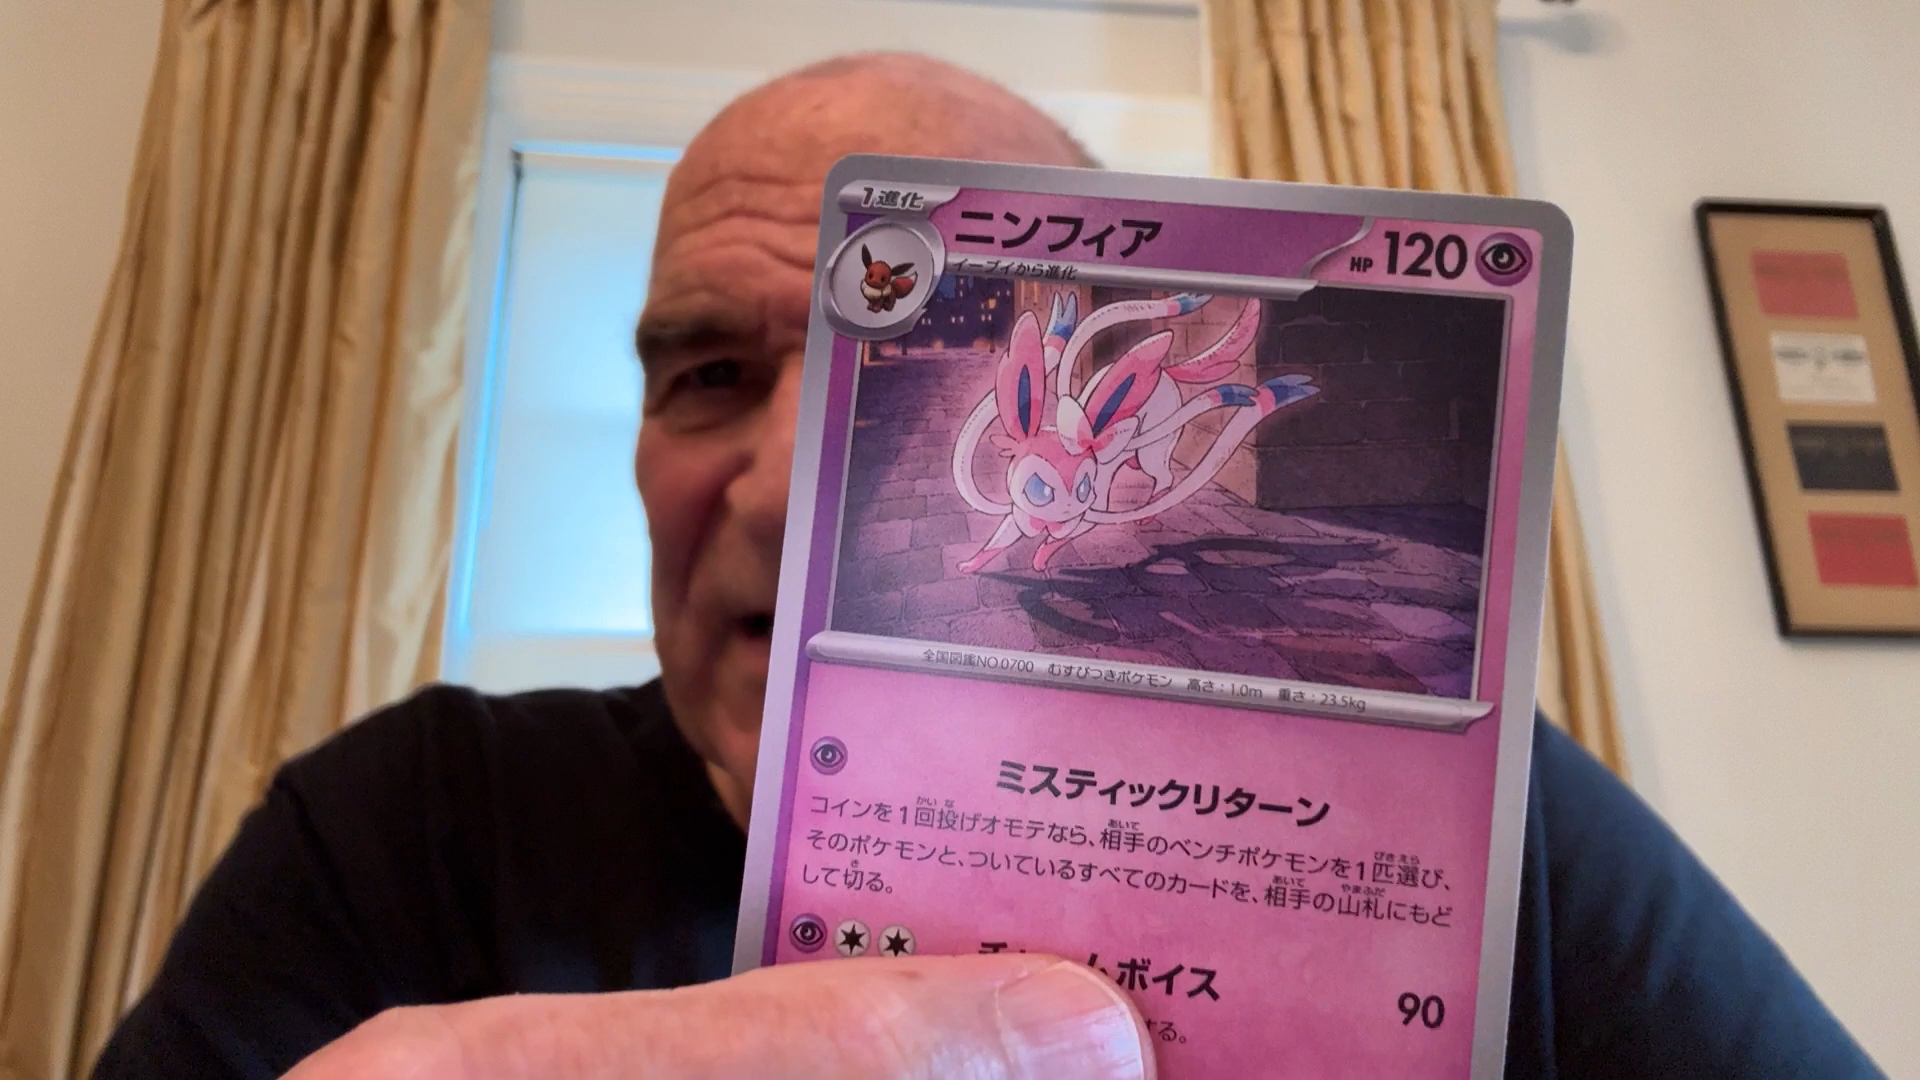 1進化
ニンフィア
HP 120
イーブイから進化
全国図鑑NO.0700 むすびつきポケモン 高さ:1.0m 重さ:23.5kg
ミスティックリターン
コインを1回投げオモテなら、相手のベンチポケモンを1匹選び、
そのポケモンと、ついているすべてのカードを、相手の山札にもど
して切る。
ムボイス
90
する。